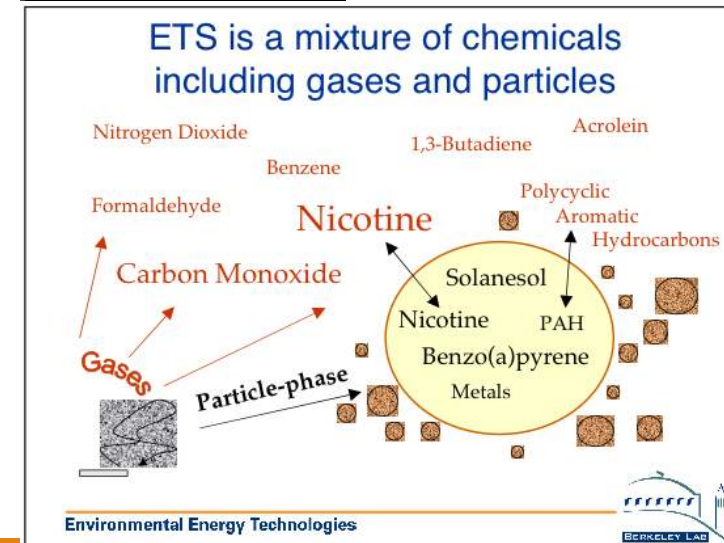 ETS is a mixture of chemicals
including gases and particles
Nitrogen Dioxide
Benzene
1,3-Butadiene
Acrolein
Formaldehyde
Nicotine
Polycyclic
Aromatic
Hydrocarbons
Carbon Monoxide
Solanesol
Nicotine
PAH
Benzo(a)pyrene
Metals
Gases
Particle-phase
Environmental Energy Technologies
BERKELEY LAB